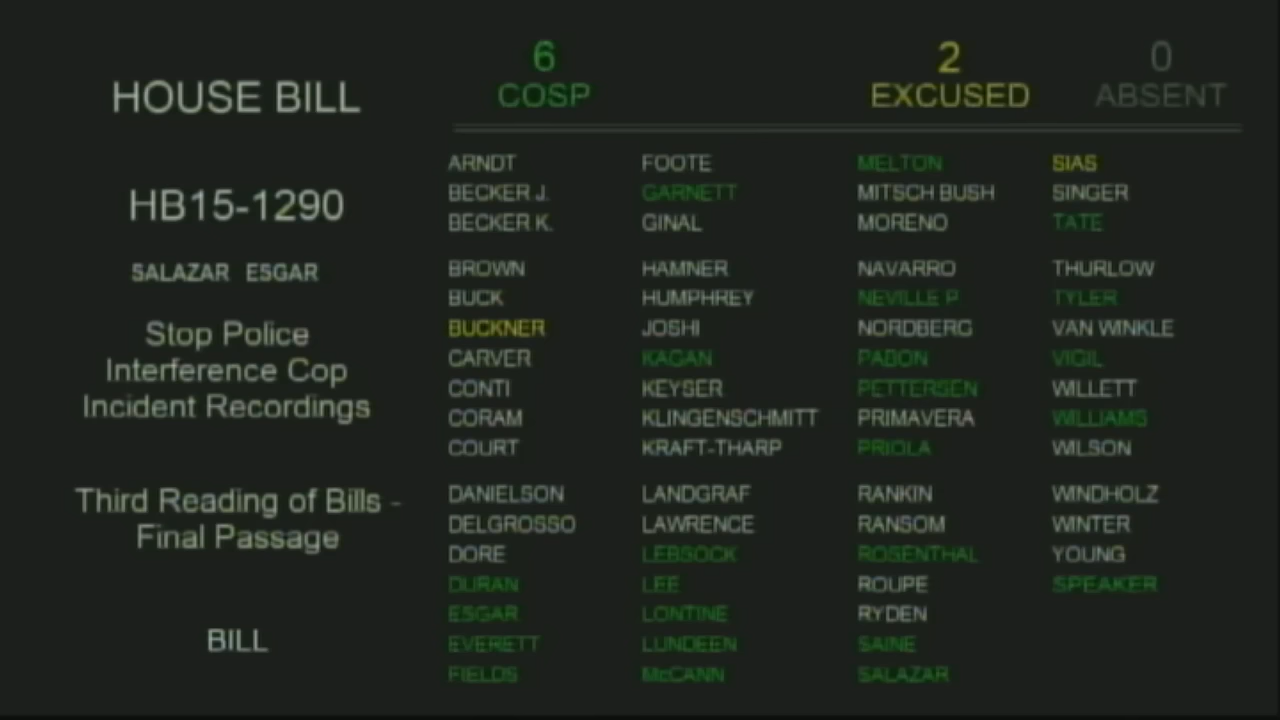 HOUSE BILL
HB15-1290
SALAZAR ESGAR
Stop Police
Interference Cop
Incident Recordings
Third Reading of Bills -
Final Passage
BILL
6 2 0
COSP EXCUSED ABSENT
ARNDT FOOTE MELTON SIAS
BECKER J. GARNETT MITSCH BUSH SINGER
BECKER K. GINAL MORENO TATE
BROWN HAMNER NAVARRO THURLOW
BUCK HUMPHREY NEVILLE P TYLER
BUCKNER JOSHI NORDBERG VAN WINKLE
CARVER KAGAN PABON VIGIL
CONTI KEYSER PETTERSEN WILLETT
CORAM KLINGENSCHMITT PRIMAVERA WILLIAMS
COURT KRAFT-THARP PRIOLA WILSON
DANIELSON LANDGRAF RANKIN WINDHOLZ
DELGROSSO LAWRENCE RANSOM WINTER
DORE LEBSOCK ROSENTHAL YOUNG
DURAN LEE ROUPE SPEAKER
ESGAR LONTINE RYDEN
EVERETT LUNDEEN SAINE
FIELDS McCANN SALAZAR